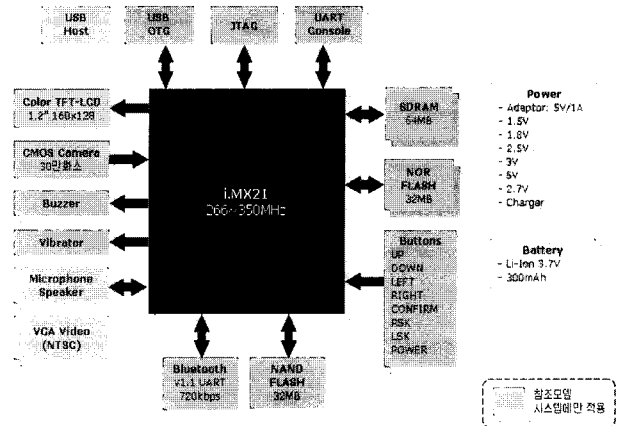 USB
Host
USB
OTG
JTAG
UART
Console
Color TFT-LCD
1.2" 160x128
CMOS Camera
30만화소
Buzzer
Vibrator
Microphone
Speaker
VGA Video
(NTSC)
i.MX21
266~350MHz
SDRAM
64MB
NOR
FLASH
32MB
Buttons
UP
DOWN
LEFT
RIGHT
CONFIRM
RSK
LSK
POWER
Bluetooth
v1.1 UART
720kbps
NAND
FLASH
32MB
Power
- Adaptor: 5V/1A
- 1.5V
- 1.8V
- 2.5V
- 3V
- 5V
- 2.7V
- Charger
Battery
- Li-Ion 3.7V
- 300mAh
참조모델
시스템에만 적용